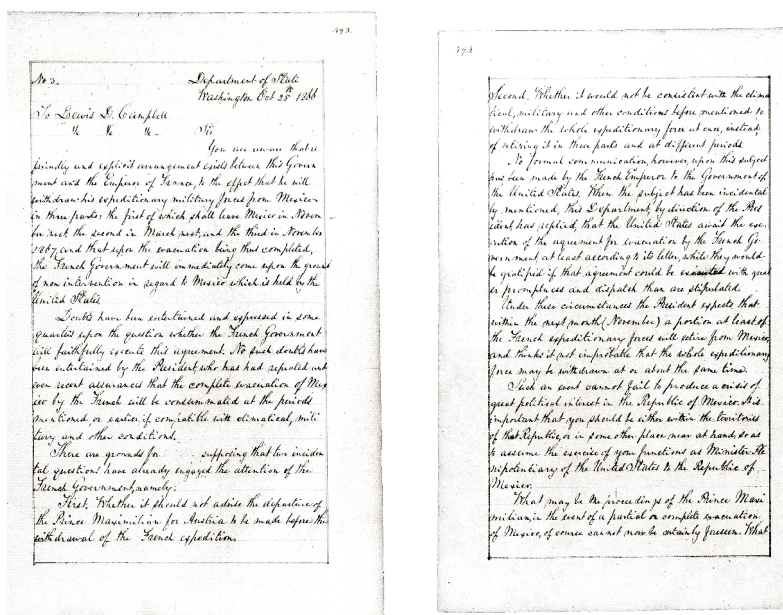 493.
No 3.
Department of State
Washington Oct 25th 1866
To Lewis D. Campbell
&c &c &c
Sir
You are aware that a
friendly and explicit arrangement exists between this Govern
ment and the Emperor of France, to the effect that he will
withdraw his expeditionary military forces from Mexico
in three parts: the first of which shall leave Mexico in Novem
ber next, the second in March next, and the third in November
1867, and that upon the evacuation being thus completed,
the French Government will immediately come upon the ground
of non intervention in regard to Mexico which is held by the
United States
Doubts have been entertained and expressed in some
quarters upon the question whether the French Government
will faithfully execute this agreement. No such doubts have
been entertained by the President, who has had repeated and
even recent assurances that the complete evacuation of Mex
ico by the French will be consummated at the periods
mentioned or earlier if compatible with climatical, mili
tary and other conditions.
There are grounds for supposing that two inciden
tal questions have already engaged the attention of the
French Government, namely:
First, Whether it should not advise the departure of
the Prince Maximilian for Austria to be made before the
withdrawal of the French expedition.
494
Second. Whether it would not be consistent with the clima
tical, military and other conditions before mentioned to
withdraw the whole expeditionary force at once, instead
of retiring it in three parts and at different periods
No formal communication, however, upon this subject
has been made by the French Emperor to the Government of
the United States. When the subject has been incidental
ly mentioned, this Department, by direction of the Pres
ident, has replied, that the United States await the exe
cution of the agreement for evacuation by the French Go
vernment at least according to its letter, while they would
be gratified if that agreement could be executed with great
er promptness and dispatch than are stipulated.
Under these circumstances the President expects that
within the next month (November) a portion at least of
the French expeditionary forces will retire from Mexico,
and thinks it not improbable that the whole expeditionary
force may be withdrawn at or about the same time.
Such an event cannot fail to produce a crisis of
great political interest in the Republic of Mexico. It is
important that you should be either within the territories
of that Republic, or in some other place near at hand, so as
to assume the exercise of your functions as Minister Ple
nipotentiary of the United States to the Republic of
Mexico.
What may be the proceedings of the Prince Maxi
milian, in the event of a partial or complete evacuation
of Mexico, of course cannot now be certainly foreseen. What